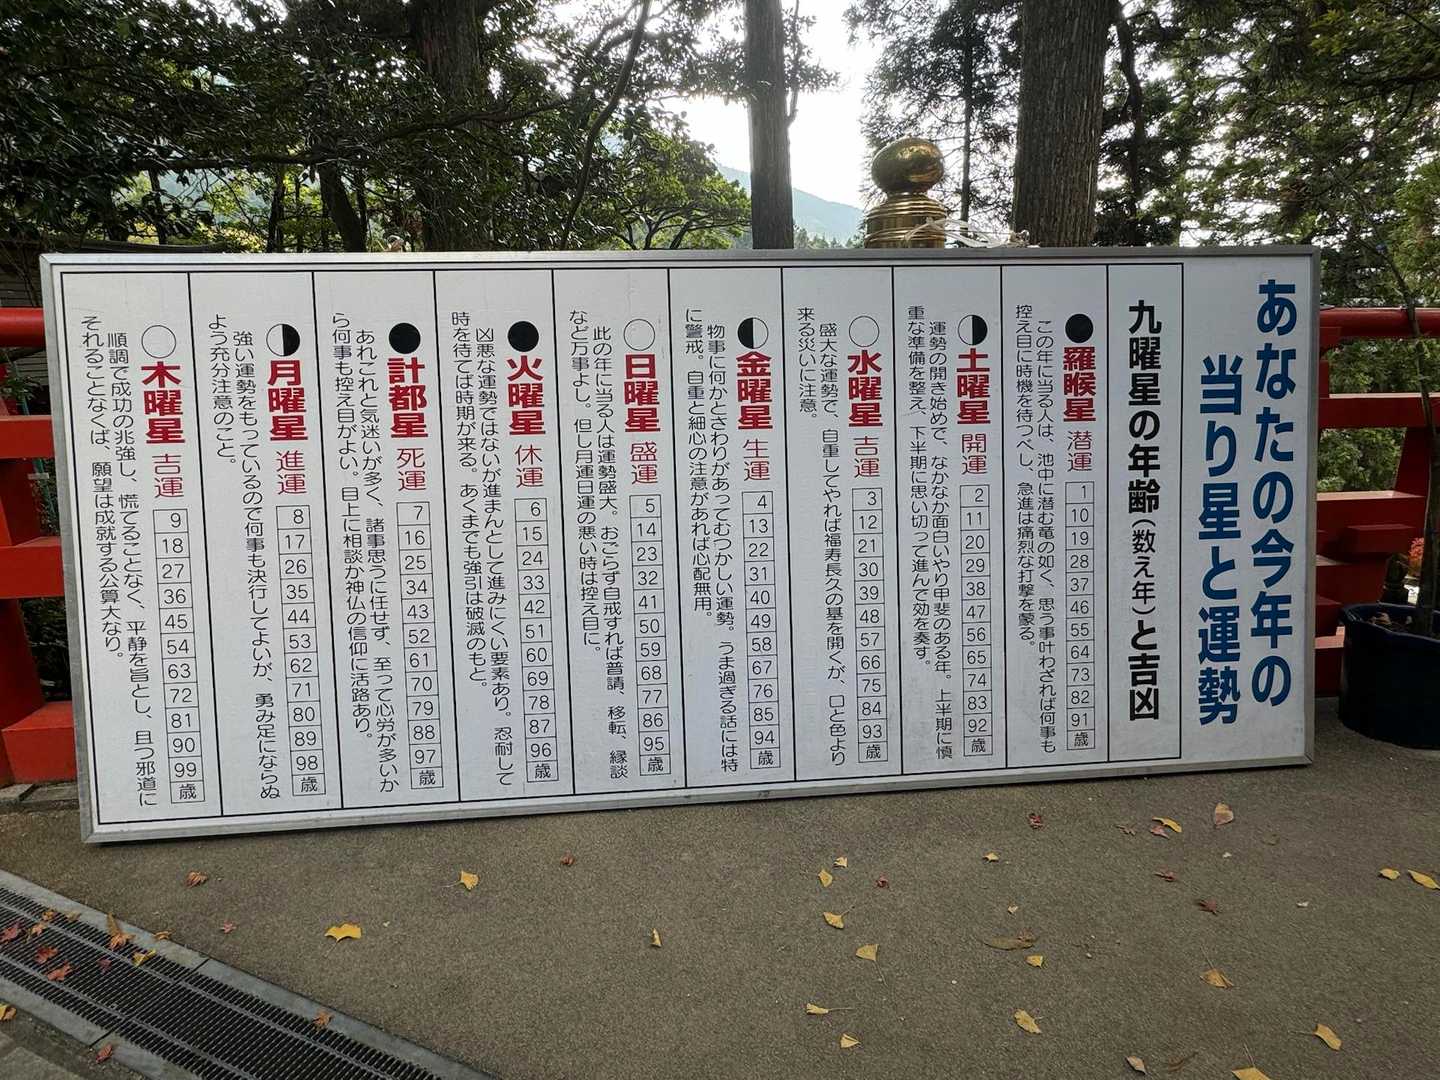 あなたの今年の
当り星と運勢
九曜星の年齢(数え年)と吉凶
羅睺星 潜運
1 10 19 28 37 46 55 64 73 82 91 歳
この年に当る人は、池中に潜む竜の如く、思う事叶わざれば何事も
控え目に時機を待つべし、急進は痛烈な打撃を蒙る。
土曜星 開運
2 11 20 29 38 47 56 65 74 83 92 歳
運勢の開き始めで、なかなか面白いやり甲斐のある年。上半期に慎
重な準備を整え、下半期に思い切って進んで効を奏す。
水曜星 吉運
3 12 21 30 39 48 57 66 75 84 93 歳
盛大な運勢で、自重してやれば福寿長久の基を開くが、口と色より
来る災いに注意。
金曜星 生運
4 13 22 31 40 49 58 67 76 85 94 歳
物事に何かとさわりがあってむつかしい運勢。うま過ぎる話には特
に警戒。自重と細心の注意があれば心配無用。
日曜星 盛運
5 14 23 32 41 50 59 68 77 86 95 歳
此の年に当る人は運勢盛大。おごらず自戒すれば普請、移転、縁談
など万事よし。但し月運日運の悪い時は控え目に。
火曜星 休運
6 15 24 33 42 51 60 69 78 87 96 歳
凶悪な運勢ではないが進まんとして進みにくい要素あり。忍耐して
時を待てば時期が来る。あくまでも強引は破滅のもと。
計都星 死運
7 16 25 34 43 52 61 70 79 88 97 歳
あれこれと気迷いが多く、諸事思うに任せず、至って心労が多いか
ら何事も控え目がよい。目上に相談か神仏の信仰に活路あり。
月曜星 進運
8 17 26 35 44 53 62 71 80 89 98 歳
強い運勢をもっているので何事も決行してよいが、勇み足にならぬ
よう充分注意のこと。
木曜星 吉運
9 18 27 36 45 54 63 72 81 90 99 歳
順調で成功の兆強し、慌てることなく、平静を旨とし、且つ邪道に
それることなくば、願望は成就する公算大なり。